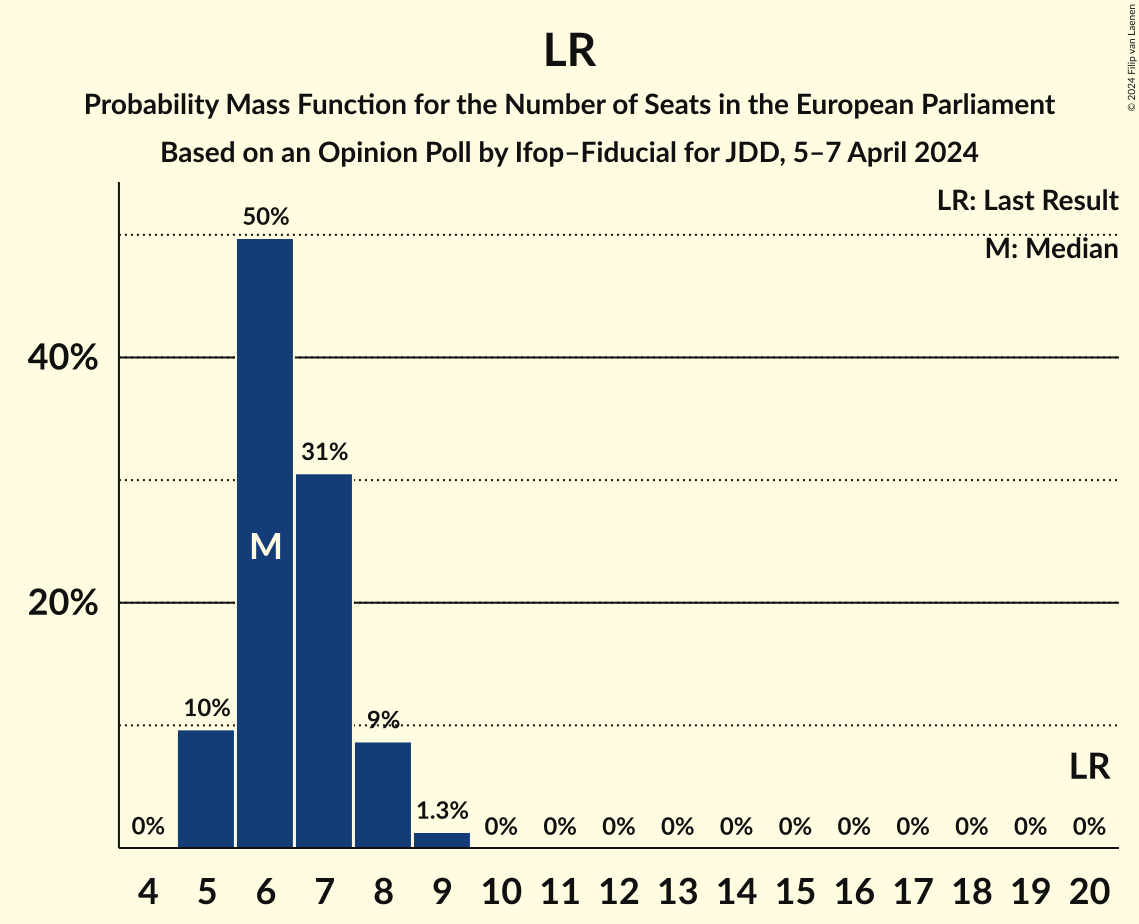 LR
Probability Mass Function for the Number of Seats in the European Parliament
Based on an Opinion Poll by Ifop–Fiducial for JDD, 5–7 April 2024
© 2024 Filip van Laenen
LR: Last Result
M: Median
50%
40%
31%
M
20%
10%
9%
LR
1.3%
0% 0% 0% 0% 0% 0% 0% 0% 0% 0% 0% 0%
4 5 6 7 8 9 10 11 12 13 14 15 16 17 18 19 20